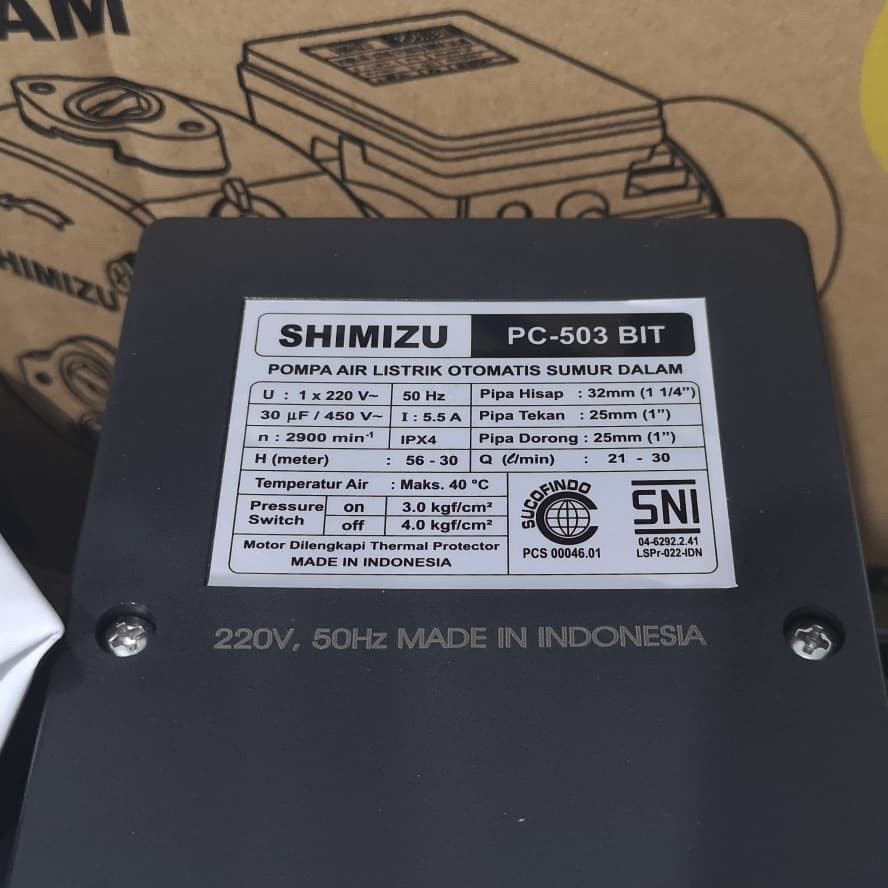 SHIMIZU
SHIMIZU PC-503 BIT
POMPA AIR LISTRIK OTOMATIS SUMUR DALAM
U : 1 x 220 V~ 50 Hz Pipa Hisap : 32mm (1 1/4")
30 µF / 450 V~ I : 5.5 A Pipa Tekan : 25mm (1")
n : 2900 min⁻¹ IPX4 Pipa Dorong : 25mm (1")
H (meter) : 56 - 30 Q (ℓ/min) : 21 - 30
Temperatur Air : Maks. 40 °C
Pressure Switch on 3.0 kgf/cm²
off 4.0 kgf/cm²
Motor Dilengkapi Thermal Protector
MADE IN INDONESIA
SUCOFINDO
PCS 00046.01
SNI
04-6292.2.41
LSPr-022-IDN
220V, 50Hz MADE IN INDONESIA